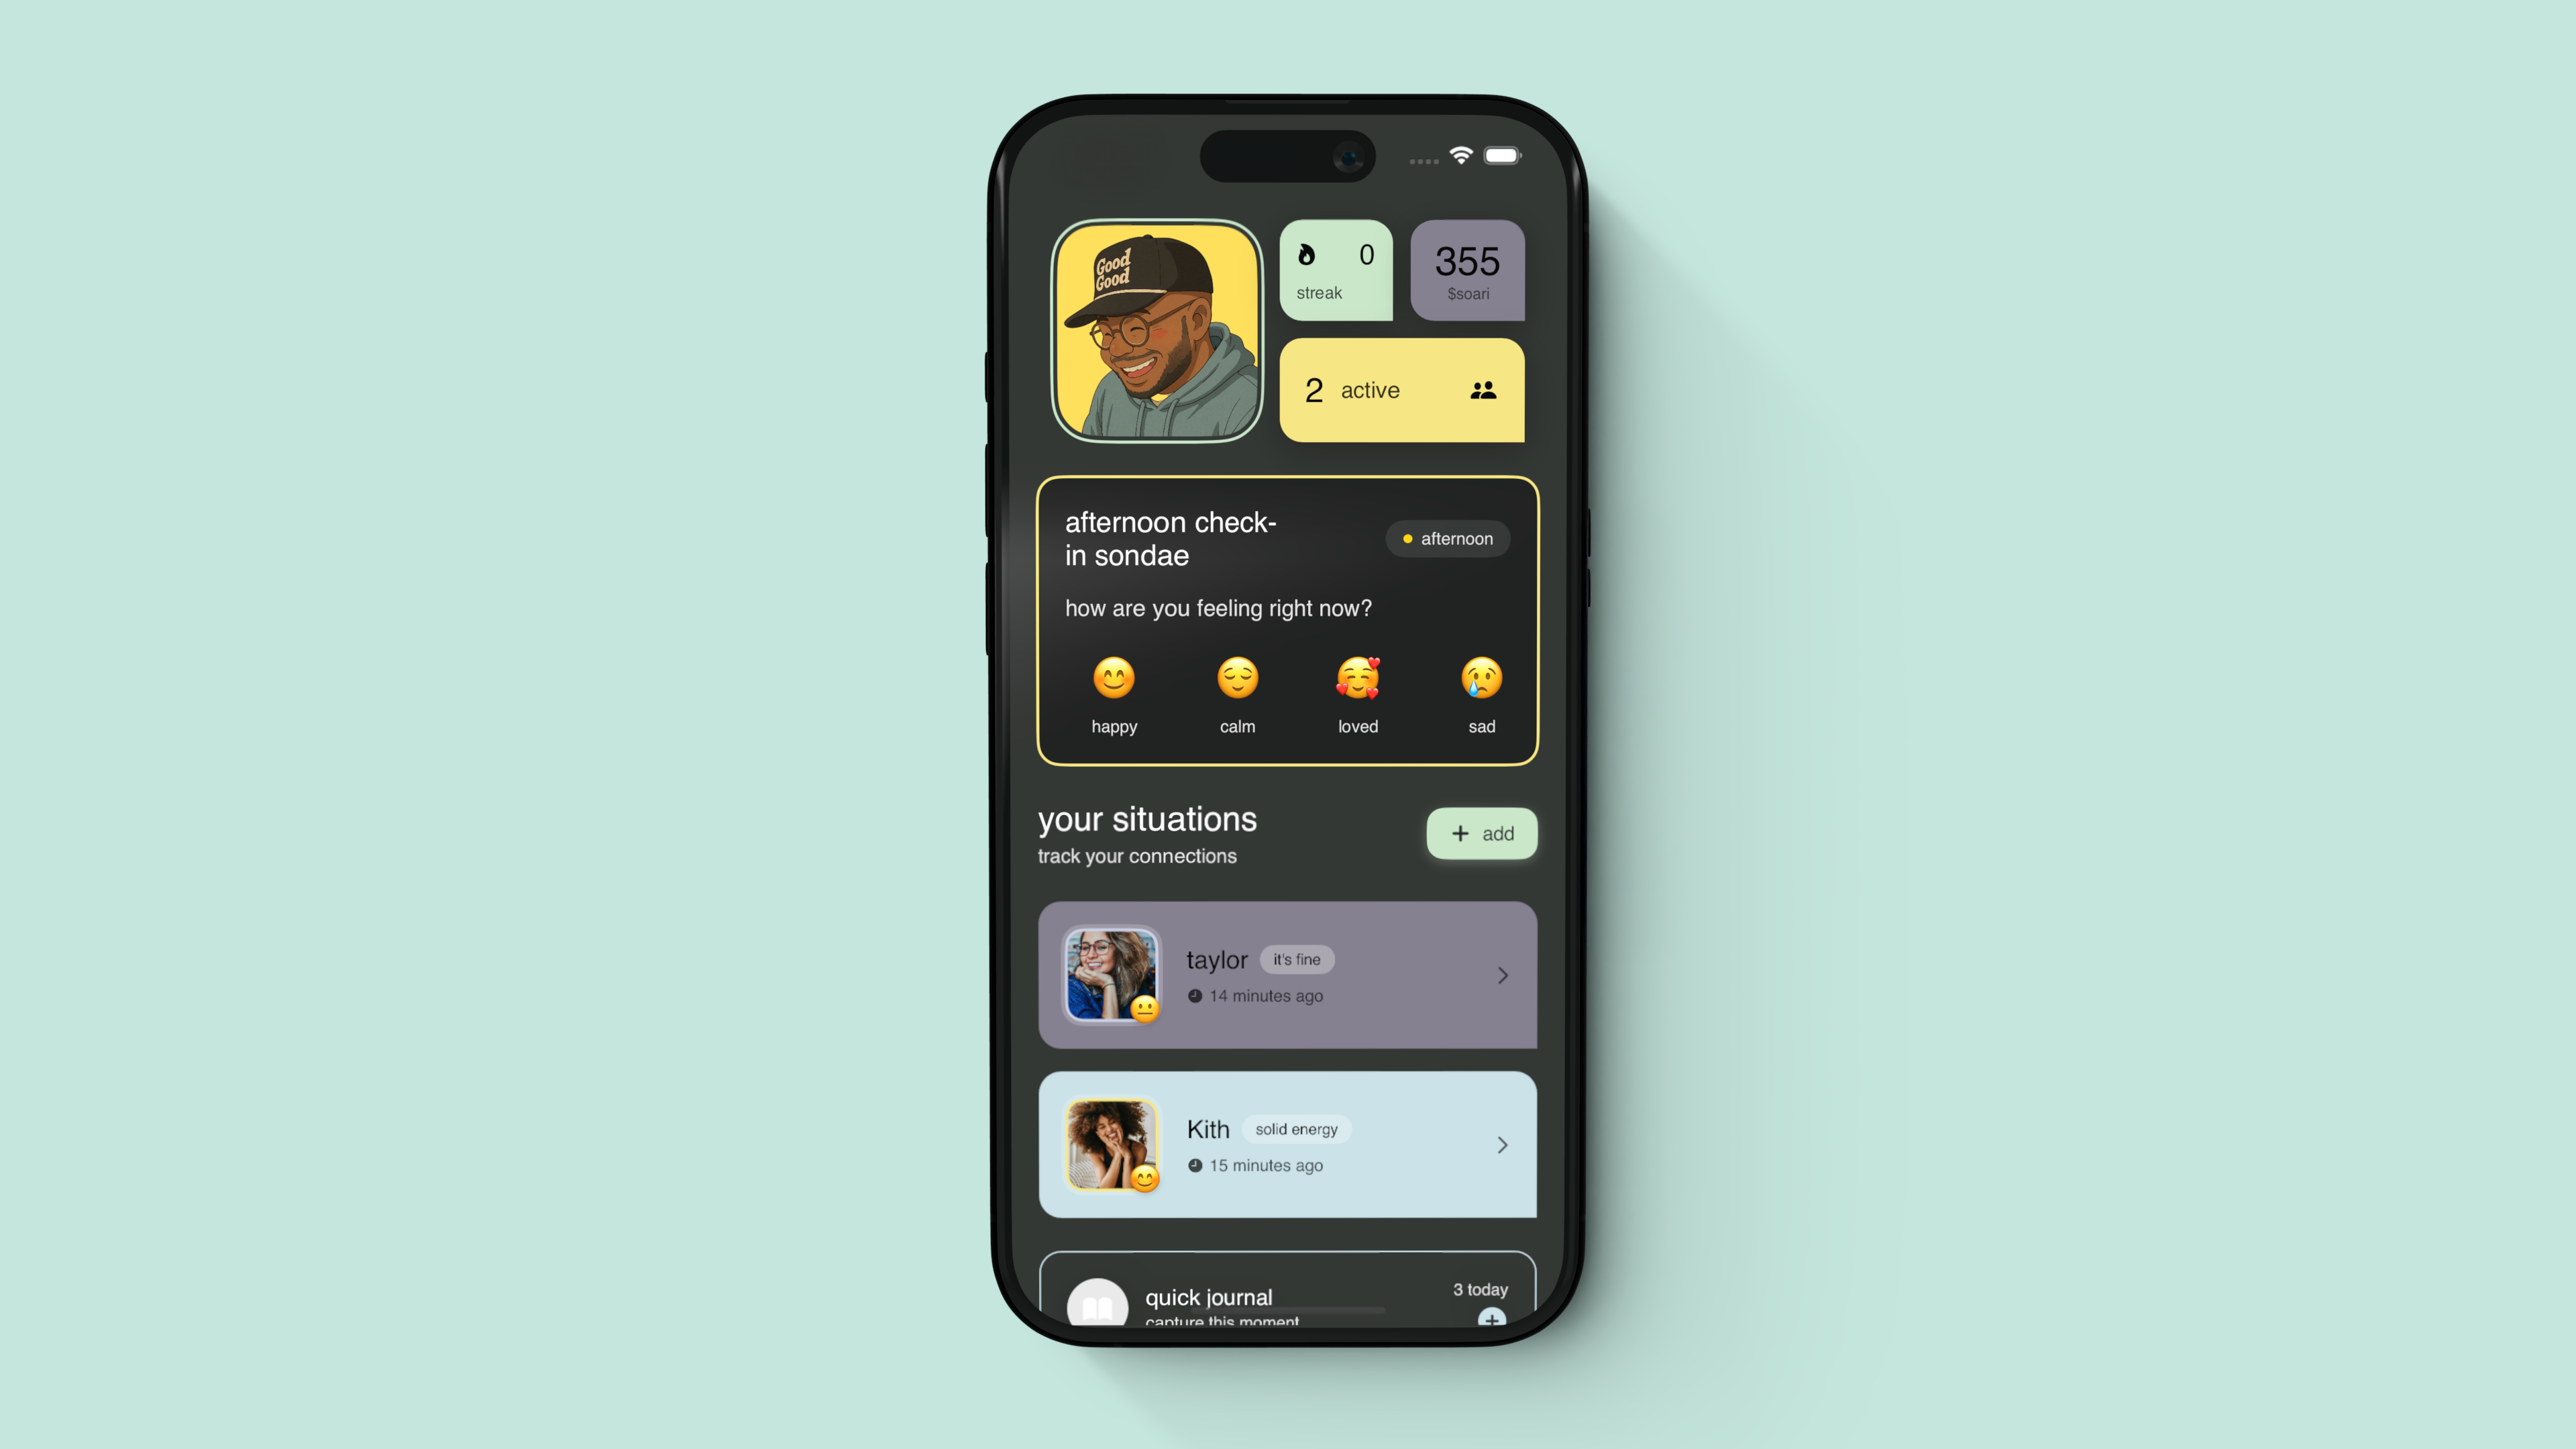 Good
Good
0
streak
355
$soari
2 active
afternoon check-
in sondae
afternoon
how are you feeling right now?
happy
calm
loved
sad
your situations
track your connections
+ add
taylor
it's fine
14 minutes ago
Kith
solid energy
15 minutes ago
quick journal
capture this moment
3 today